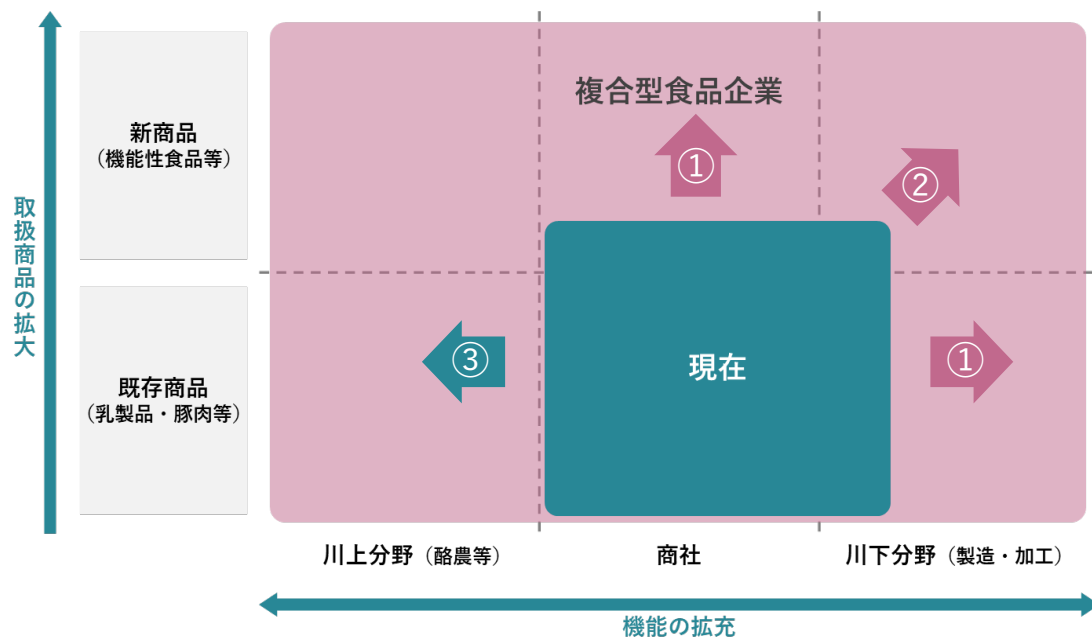 複合型食品企業
①
②
新商品
（機能性食品等）
取扱商品の拡大
③
現在
①
既存商品
（乳製品・豚肉等）
川上分野（酪農等）
商社
川下分野（製造・加工）
機能の拡充